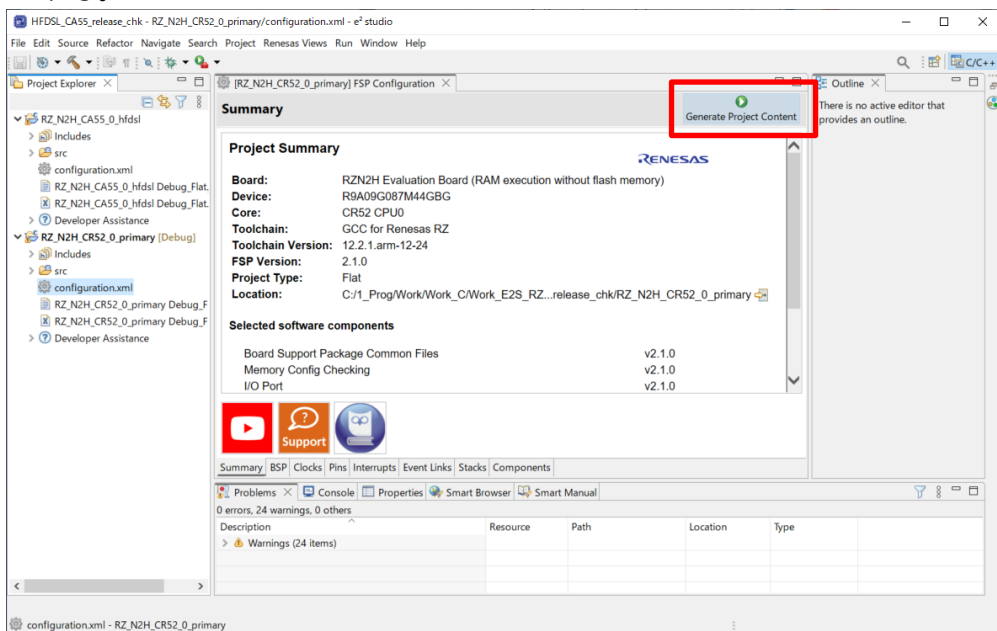 HFDSL_CA55_release_chk - RZ_N2H_CR52_0_primary/configuration.xml - e² studio
File Edit Source Refactor Navigate Search Project Renesas Views Run Window Help
C/C++
Project Explorer
[RZ_N2H_CR52_0_primary] FSP Configuration
Outline
RZ_N2H_CA55_0_hfdsl
Includes
src
configuration.xml
RZ_N2H_CA55_0_hfdsl Debug_Flat.
RZ_N2H_CA55_0_hfdsl Debug_Flat.
Developer Assistance
RZ_N2H_CR52_0_primary [Debug]
Includes
src
configuration.xml
RZ_N2H_CR52_0_primary Debug_F
RZ_N2H_CR52_0_primary Debug_F
Developer Assistance
Summary
Generate Project Content
Project Summary
RENESAS
Board: RZN2H Evaluation Board (RAM execution without flash memory)
Device: R9A09G087M44GBG
Core: CR52 CPU0
Toolchain: GCC for Renesas RZ
Toolchain Version: 12.2.1.arm-12-24
FSP Version: 2.1.0
Project Type: Flat
Location: C:/1_Prog/Work/Work_C/Work_E2S_RZ...release_chk/RZ_N2H_CR52_0_primary
Selected software components
Board Support Package Common Files v2.1.0
Memory Config Checking v2.1.0
I/O Port v2.1.0
Support
Summary BSP Clocks Pins Interrupts Event Links Stacks Components
There is no active editor that
provides an outline.
Problems Console Properties Smart Browser Smart Manual
0 errors, 24 warnings, 0 others
Description Resource Path Location Type
Warnings (24 items)
configuration.xml - RZ_N2H_CR52_0_primary